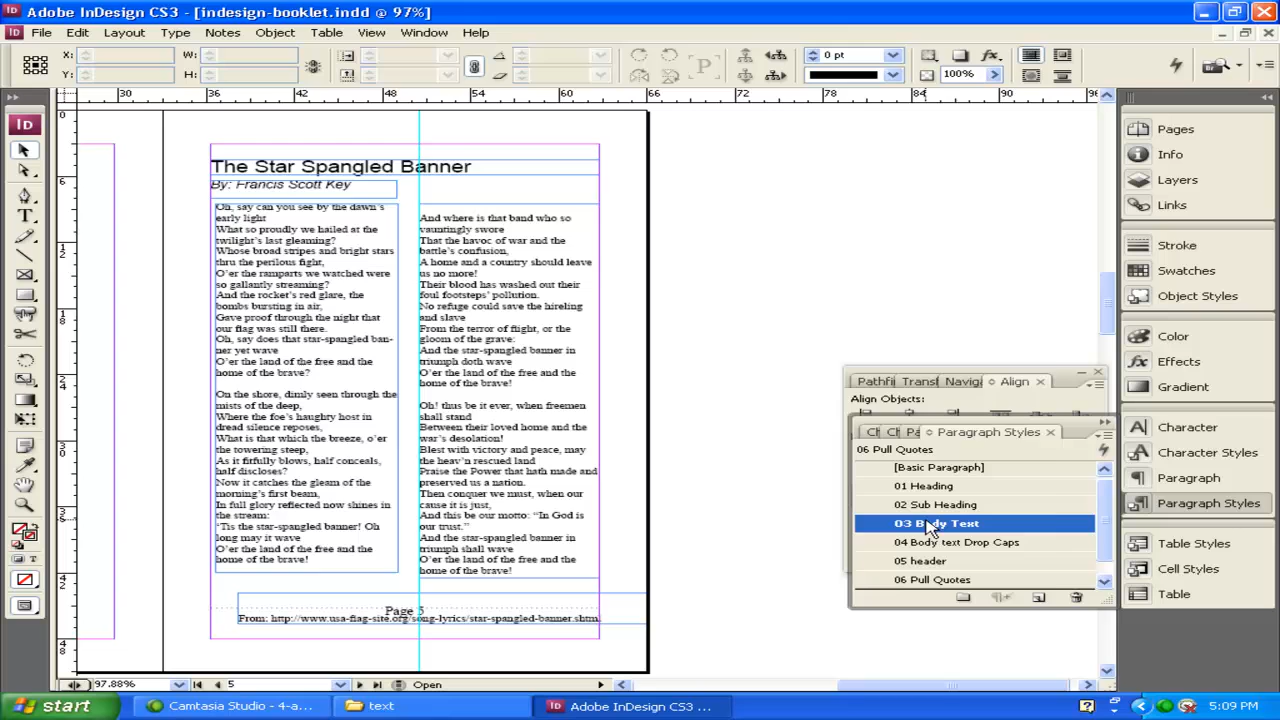 Adobe InDesign CS3 - [indesign-booklet.indd @ 97%]
File Edit Layout Type Notes Object Table View Window Help
X: W: 0 pt
Y: H: 100%
30 36 42 48 54 60 66 72 78 84 90
The Star Spangled Banner
By: Francis Scott Key
Oh, say can you see by the dawn's
early light
What so proudly we hailed at the
twilight's last gleaming?
Whose broad stripes and bright stars
thru the perilous fight,
O'er the ramparts we watched were
so gallantly streaming?
And the rocket's red glare, the
bombs bursting in air,
Gave proof through the night that
our flag was still there.
Oh, say does that star-spangled ban-
ner yet wave
O'er the land of the free and the
home of the brave?
On the shore, dimly seen through the
mists of the deep,
Where the foe's haughty host in
dread silence reposes,
What is that which the breeze, o'er
the towering steep,
As it fitfully blows, half conceals,
half discloses?
Now it catches the gleam of the
morning's first beam,
In full glory reflected now shines in
the stream:
'Tis the star-spangled banner! Oh
long may it wave
O'er the land of the free and the
home of the brave!
And where is that band who so
vauntingly swore
That the havoc of war and the
battle's confusion,
A home and a country should leave
us no more!
Their blood has washed out their
foul footsteps' pollution.
No refuge could save the hireling
and slave
From the terror of flight, or the
gloom of the grave:
And the star-spangled banner in
triumph doth wave
O'er the land of the free and the
home of the brave!
Oh! thus be it ever, when freemen
shall stand
Between their loved home and the
war's desolation!
Blest with victory and peace, may
the heav'n rescued land
Praise the Power that hath made and
preserved us a nation.
Then conquer we must, when our
cause it is just,
And this be our motto: "In God is
our trust."
And the star-spangled banner in
triumph shall wave
O'er the land of the free and the
home of the brave!
Page 5
From: http://www.usa-flag-site.org/song-lyrics/star-spangled-banner.shtm
Pathfi Transf Navig Align
Align Objects:
Paragraph Styles
06 Pull Quotes
[Basic Paragraph]
01 Heading
02 Sub Heading
03 Body Text
04 Body text Drop Caps
05 header
06 Pull Quotes
Pages
Info
Layers
Links
Stroke
Swatches
Object Styles
Color
Effects
Gradient
Character
Character Styles
Paragraph
Paragraph Styles
Table Styles
Cell Styles
Table
97.88% 5 Open
start Camtasia Studio - 4-a... text Adobe InDesign CS3 ... 5:09 PM